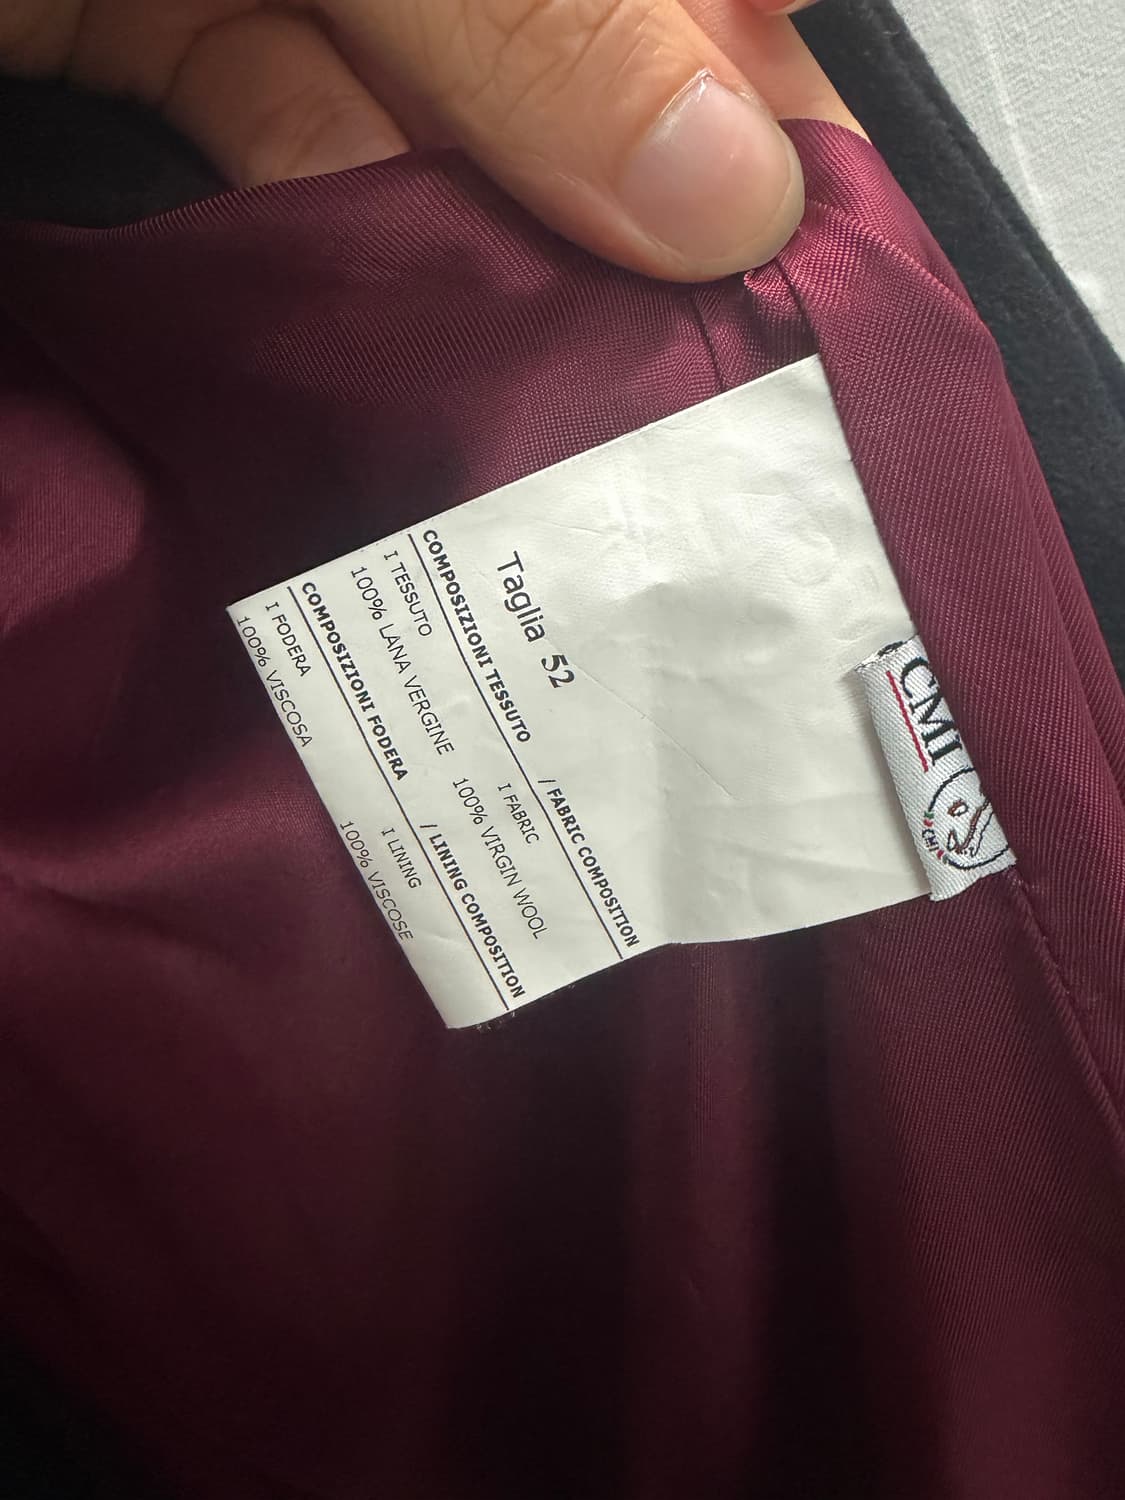 Taglia 52
COMPOSIZIONI TESSUTO / FABRIC COMPOSITION
I TESSUTO I FABRIC
100% LANA VERGINE 100% VIRGIN WOOL
COMPOSIZIONI FODERA / LINING COMPOSITION
I FODERA I LINING
100% VISCOSA 100% VISCOSE
CMI
CMI